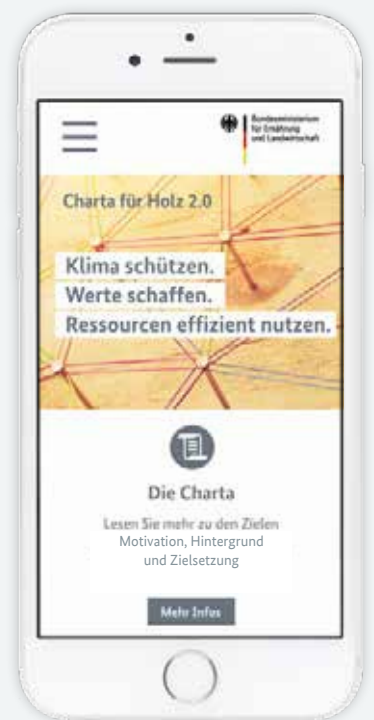 Bundesministerium
für Ernährung
und Landwirtschaft
Charta für Holz 2.0
Klima schützen.
Werte schaffen.
Ressourcen effizient nutzen.
Die Charta
Lesen Sie mehr zu den Zielen
Motivation, Hintergrund
und Zielsetzung
Mehr Infos